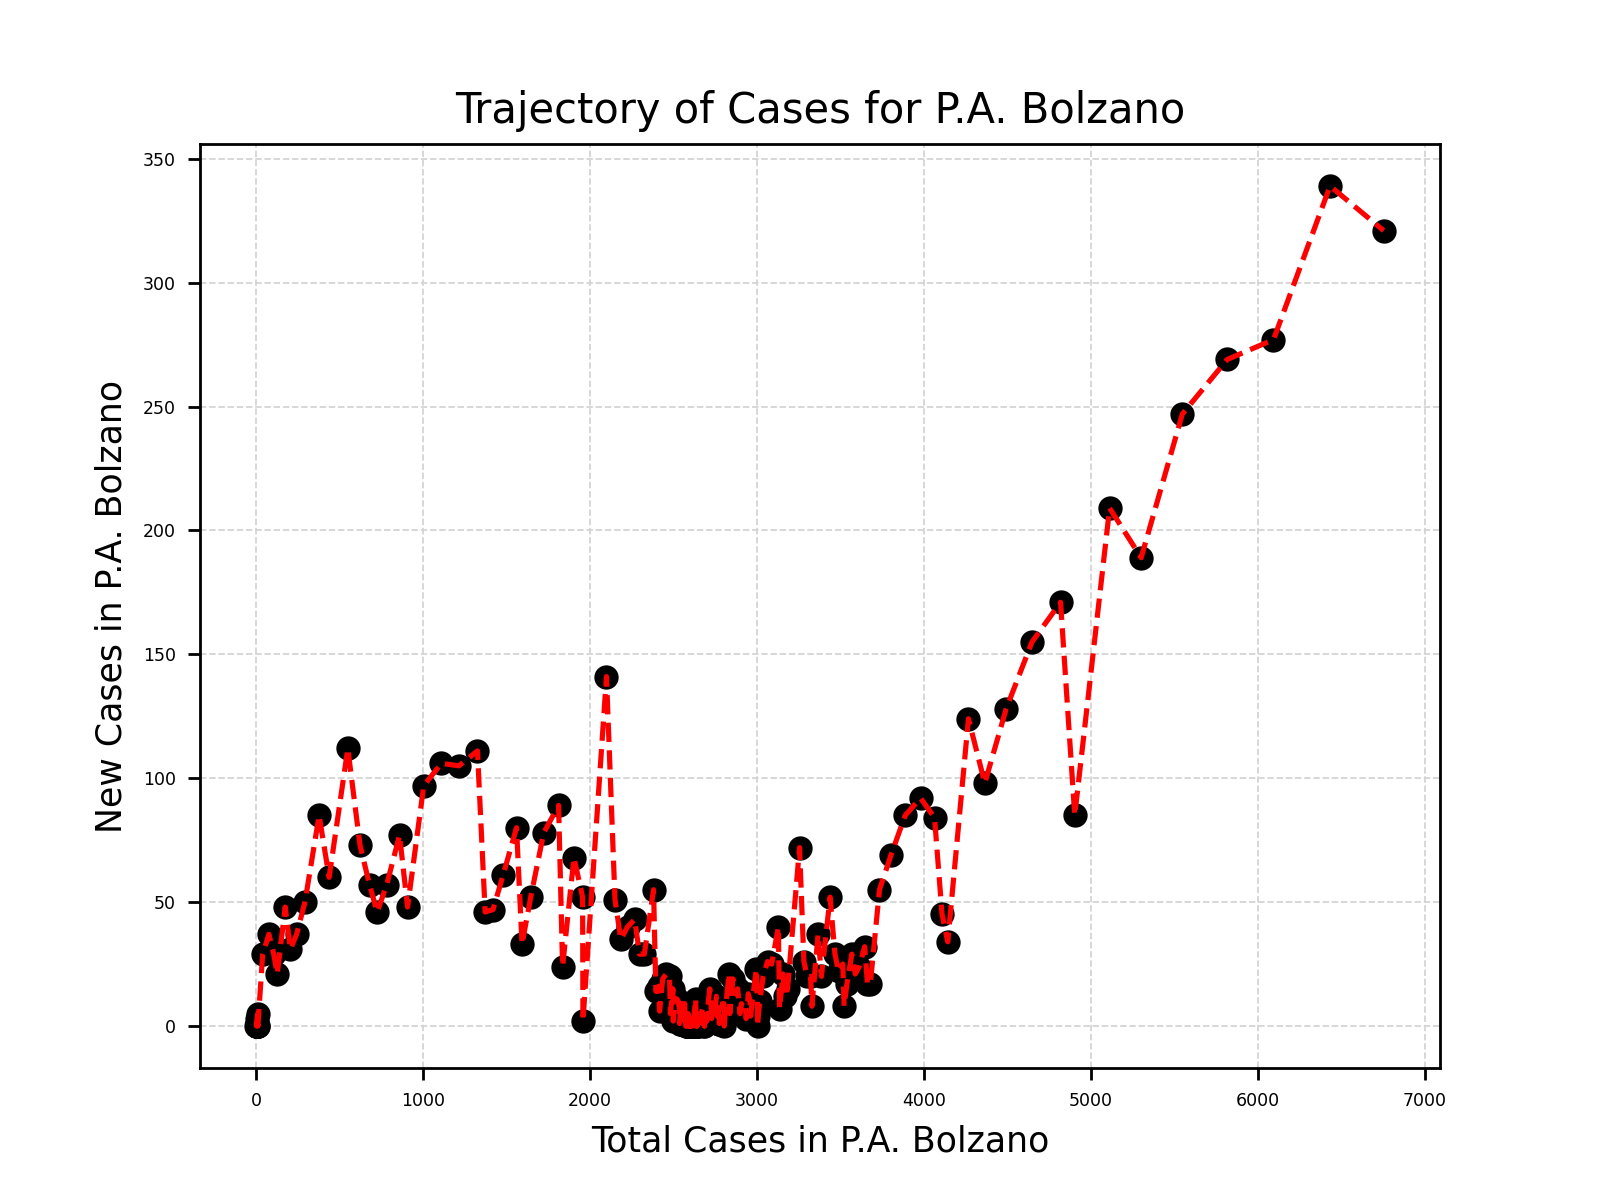 Trajectory of Cases for P.A. Bolzano
350
300
250
200
150
100
50
0
New Cases in P.A. Bolzano
0 1000 2000 3000 4000 5000 6000 7000
Total Cases in P.A. Bolzano